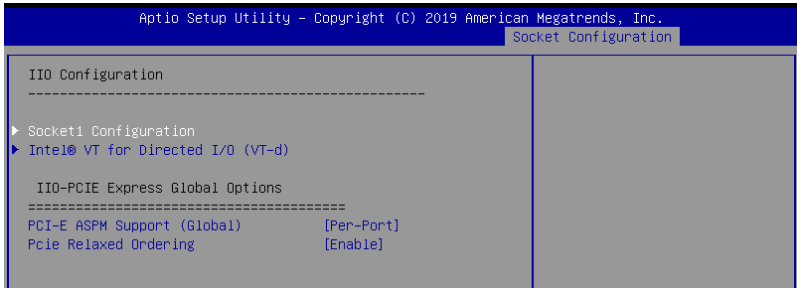 Aptio Setup Utility – Copyright (C) 2019 American Megatrends, Inc.
Socket Configuration
IIO Configuration
--------------------------------------------------
Socket1 Configuration
Intel® VT for Directed I/O (VT-d)
IIO-PCIE Express Global Options
========================================
PCI-E ASPM Support (Global) [Per-Port]
Pcie Relaxed Ordering [Enable]